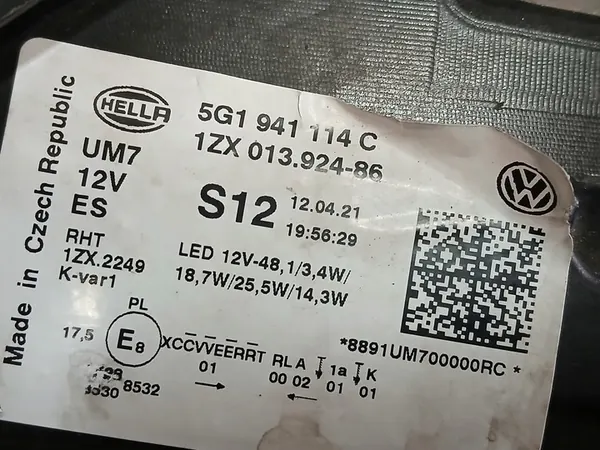 Made in Czech Republic
HELLA
5G1 941 114 C
1ZX 013.924-86
UM7
12V
ES
S12
12.04.21
19:56:29
RHT
1ZX.2249
K-var1
LED 12V-48,1/3,4W/
18,7W/25,5W/14,3W
*8891UM700000RC*
PL
17,5 E8 XCCVVEERRT RLA 1a K
01 00 02 01 01
8532